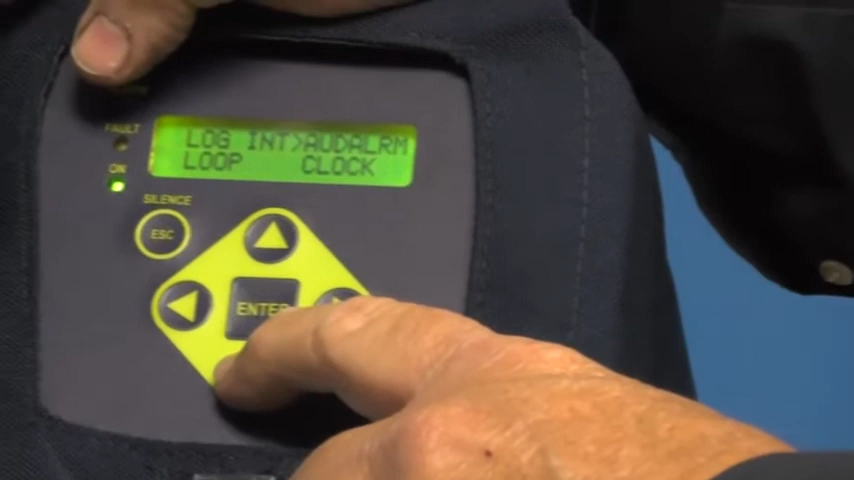 FAULT
LOG INT>AUDALRM
LOOP CLOCK
ON
SILENCE
ESC
ENTER